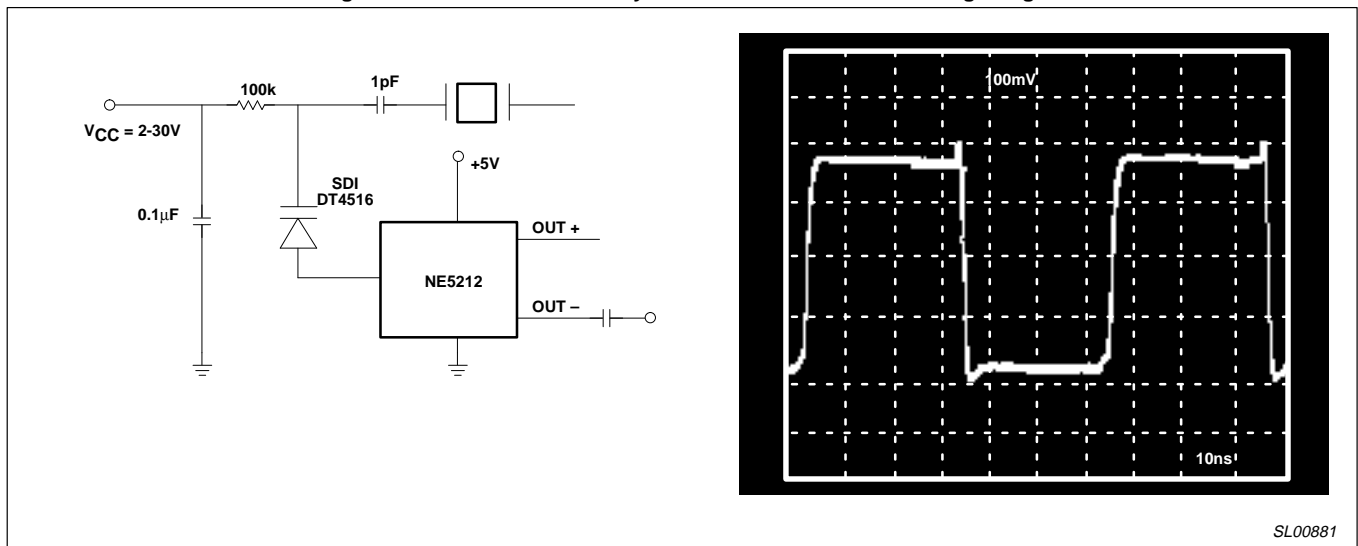 100k
1pF
VCC = 2-30V
+5V
SDI
DT4516
0.1μF
OUT +
NE5212
OUT –
100mV
10ns
SL00881